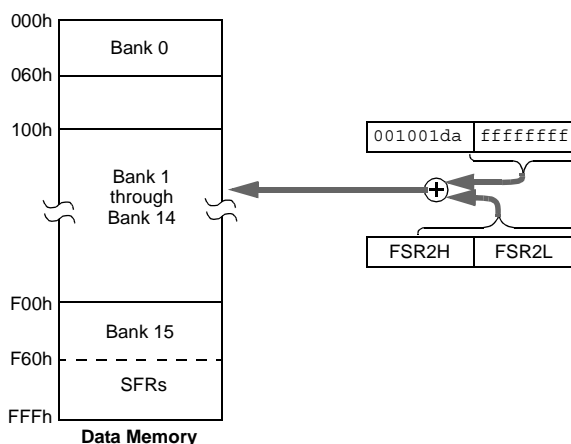 000h
Bank 0
060h
100h
001001da ffffffff
Bank 1
through
Bank 14
FSR2H FSR2L
F00h
Bank 15
F60h
SFRs
FFFh
Data Memory